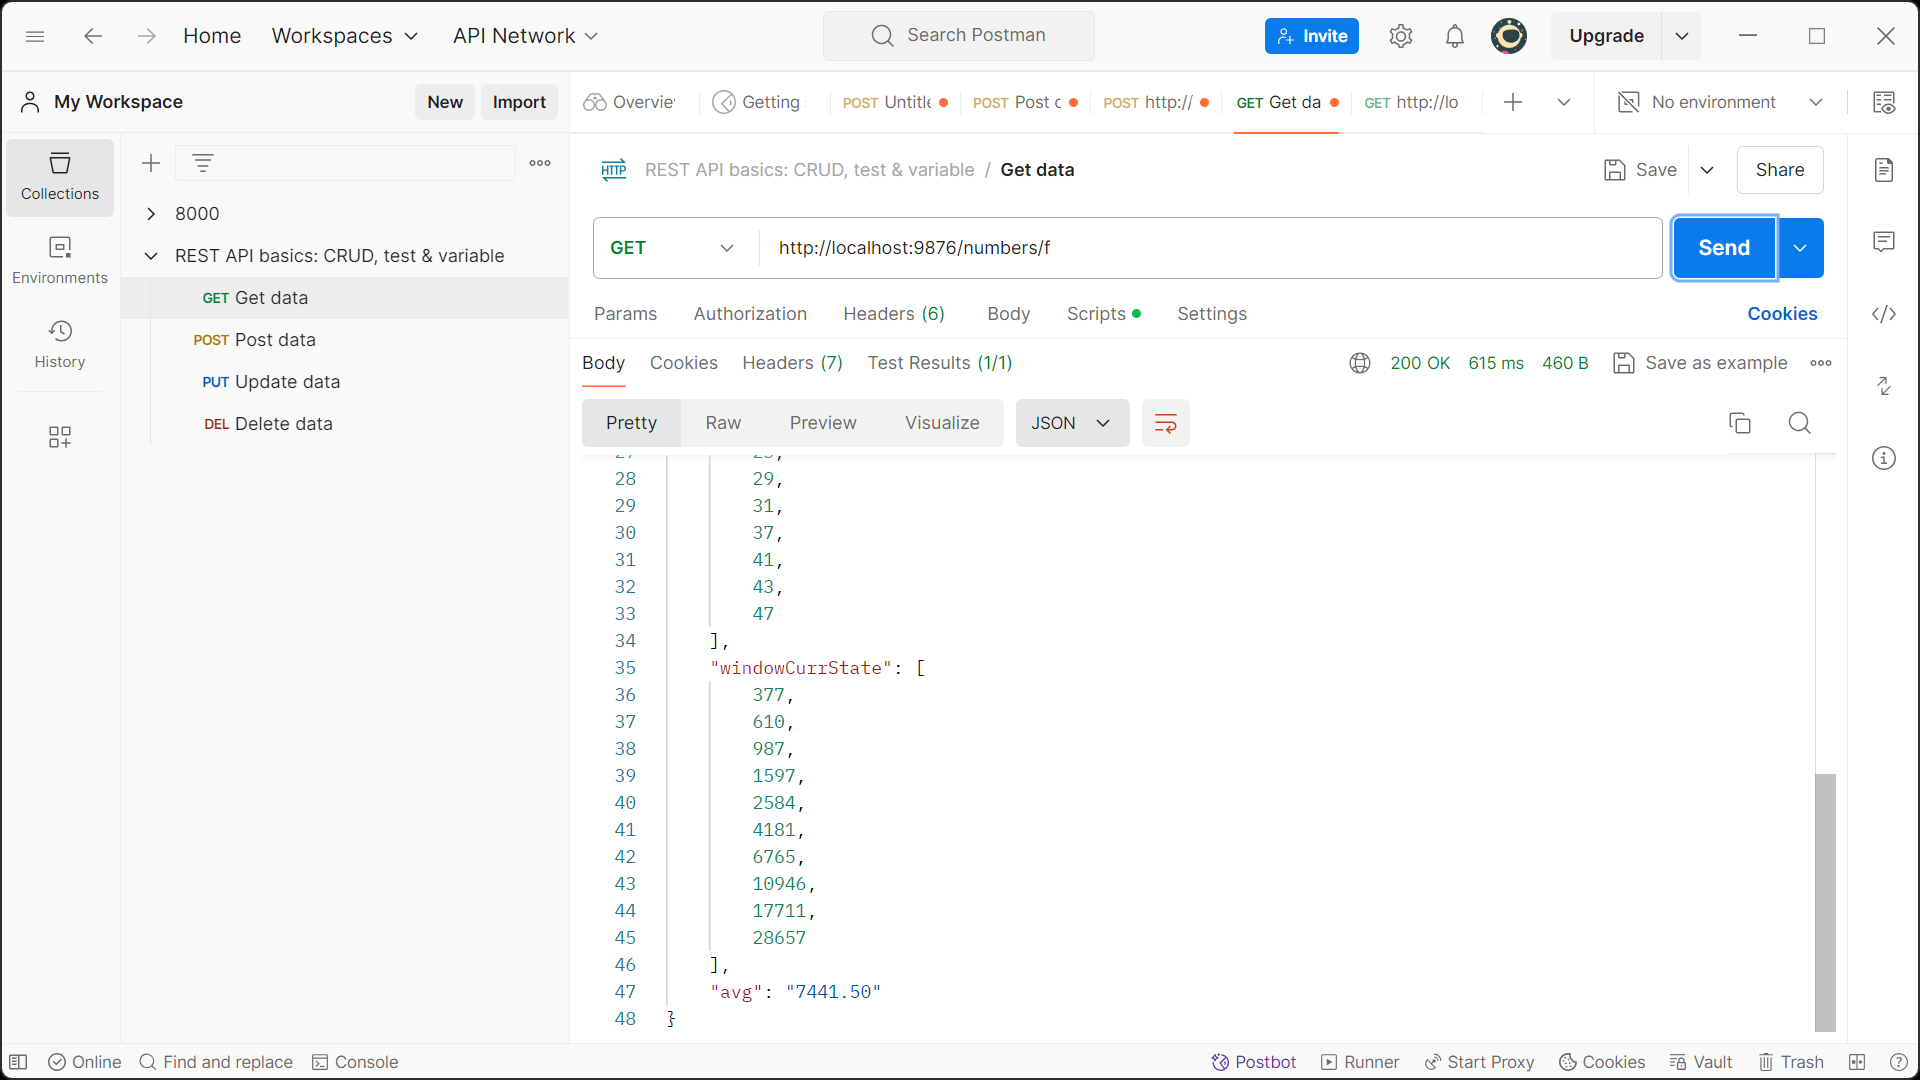 Home
Workspaces
API Network
Search Postman
Invite
Upgrade
My Workspace
New
Import
Overvie
Getting
POST Untitle
POST Post c
POST http://
GET Get da
GET http://lo
No environment
Collections
Environments
History
8000
REST API basics: CRUD, test & variable
GET Get data
POST Post data
PUT Update data
DEL Delete data
HTTP
REST API basics: CRUD, test & variable / Get data
Save
Share
GET
http://localhost:9876/numbers/f
Send
Params
Authorization
Headers (6)
Body
Scripts
Settings
Cookies
Body
Cookies
Headers (7)
Test Results (1/1)
200 OK
615 ms
460 B
Save as example
Pretty
Raw
Preview
Visualize
JSON
28 29,
29 31,
30 37,
31 41,
32 43,
33 47
34 ],
35 "windowCurrState": [
36 377,
37 610,
38 987,
39 1597,
40 2584,
41 4181,
42 6765,
43 10946,
44 17711,
45 28657
46 ],
47 "avg": "7441.50"
48 }
Online
Find and replace
Console
Postbot
Runner
Start Proxy
Cookies
Vault
Trash